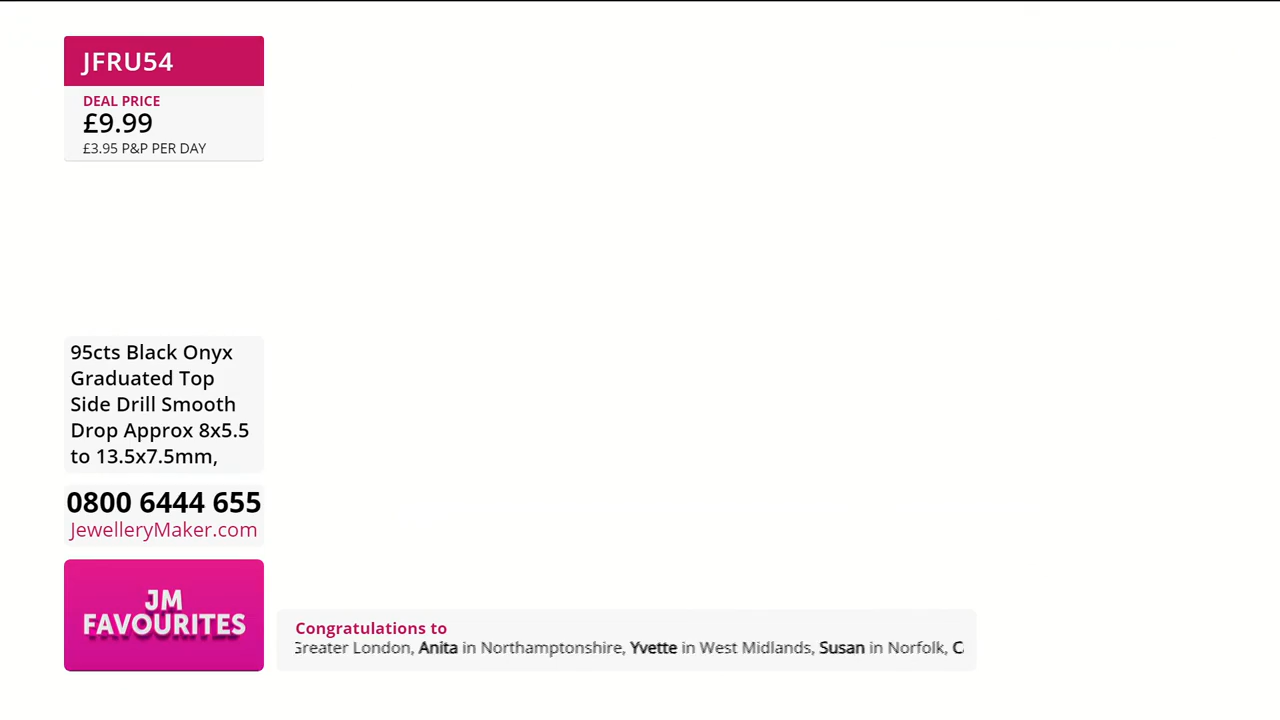 JFRU54
DEAL PRICE
£9.99
£3.95 P&P PER DAY
95cts Black Onyx
Graduated Top
Side Drill Smooth
Drop Approx 8x5.5
to 13.5x7.5mm,
0800 6444 655
JewelleryMaker.com
JM
FAVOURITES
Congratulations to
Greater London, Anita in Northamptonshire, Yvette in West Midlands, Susan in Norfolk,